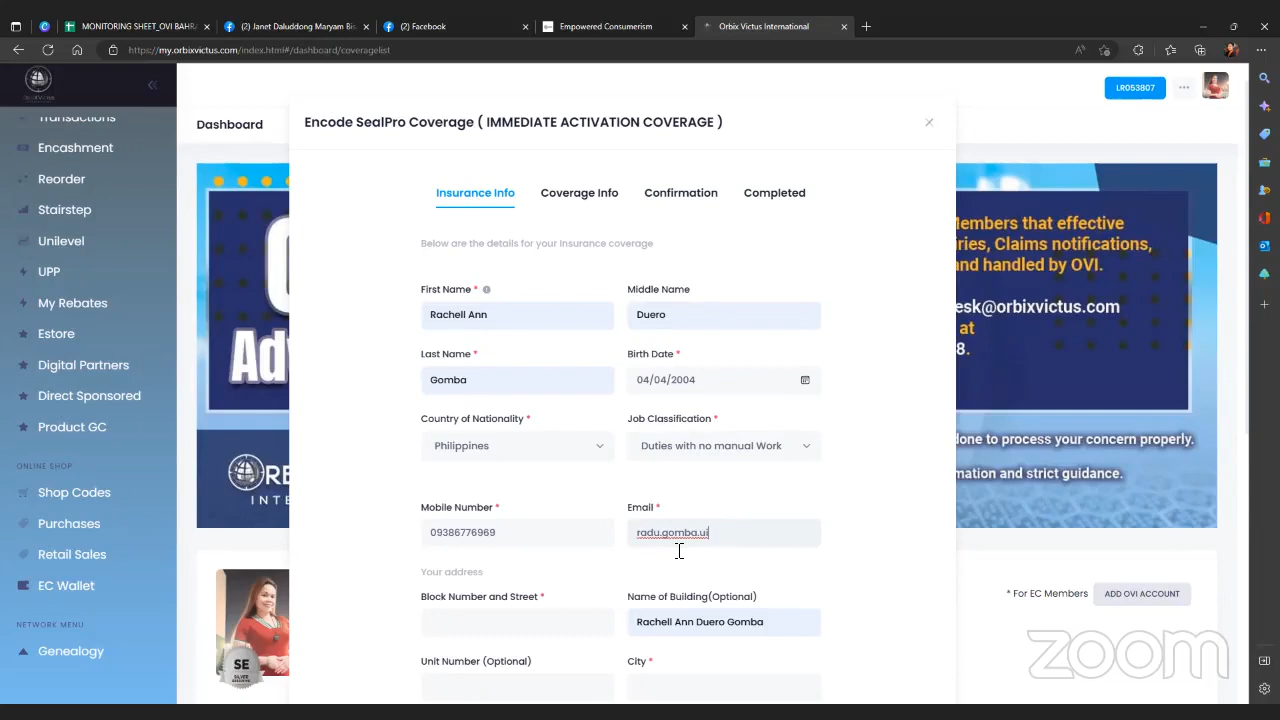 MONITORING SHEET_OVI BAHRA
(2) Janet Daluddong Maryam Bi
(2) Facebook
Empowered Consumerism
Orbix Victus International
https://my.orbixvictus.com/index.html#/dashboard/coveragelist
ORBIXVICTUS
LR053807
Dashboard
Transactions
Encashment
Reorder
Stairstep
Unilevel
UPP
My Rebates
Estore
Digital Partners
Direct Sponsored
Product GC
ONLINE SHOP
Shop Codes
Purchases
Retail Sales
EC Wallet
NETWORK MENU
Genealogy
Encode SealPro Coverage ( IMMEDIATE ACTIVATION COVERAGE )
Insurance Info
Coverage Info
Confirmation
Completed
Below are the details for your Insurance coverage
First Name *
Middle Name
Rachell Ann
Duero
Last Name *
Birth Date *
Gomba
04/04/2004
Country of Nationality *
Job Classification *
Philippines
Duties with no manual Work
Mobile Number *
Email *
09386776969
radu.gomba.ui
Your address
Block Number and Street *
Name of Building(Optional)
Rachell Ann Duero Gomba
Unit Number (Optional)
City *
Adv
ORE
INTE
Members that effective
ries, Claims notifications,
and handled by OVI.
esk@orbixvictus.com
at
8.
done to process your concern properly.
mation and strict guidance.
SE
SILVER
EXECUTIVE
* For EC Members
ADD OVI ACCOUNT
zoom